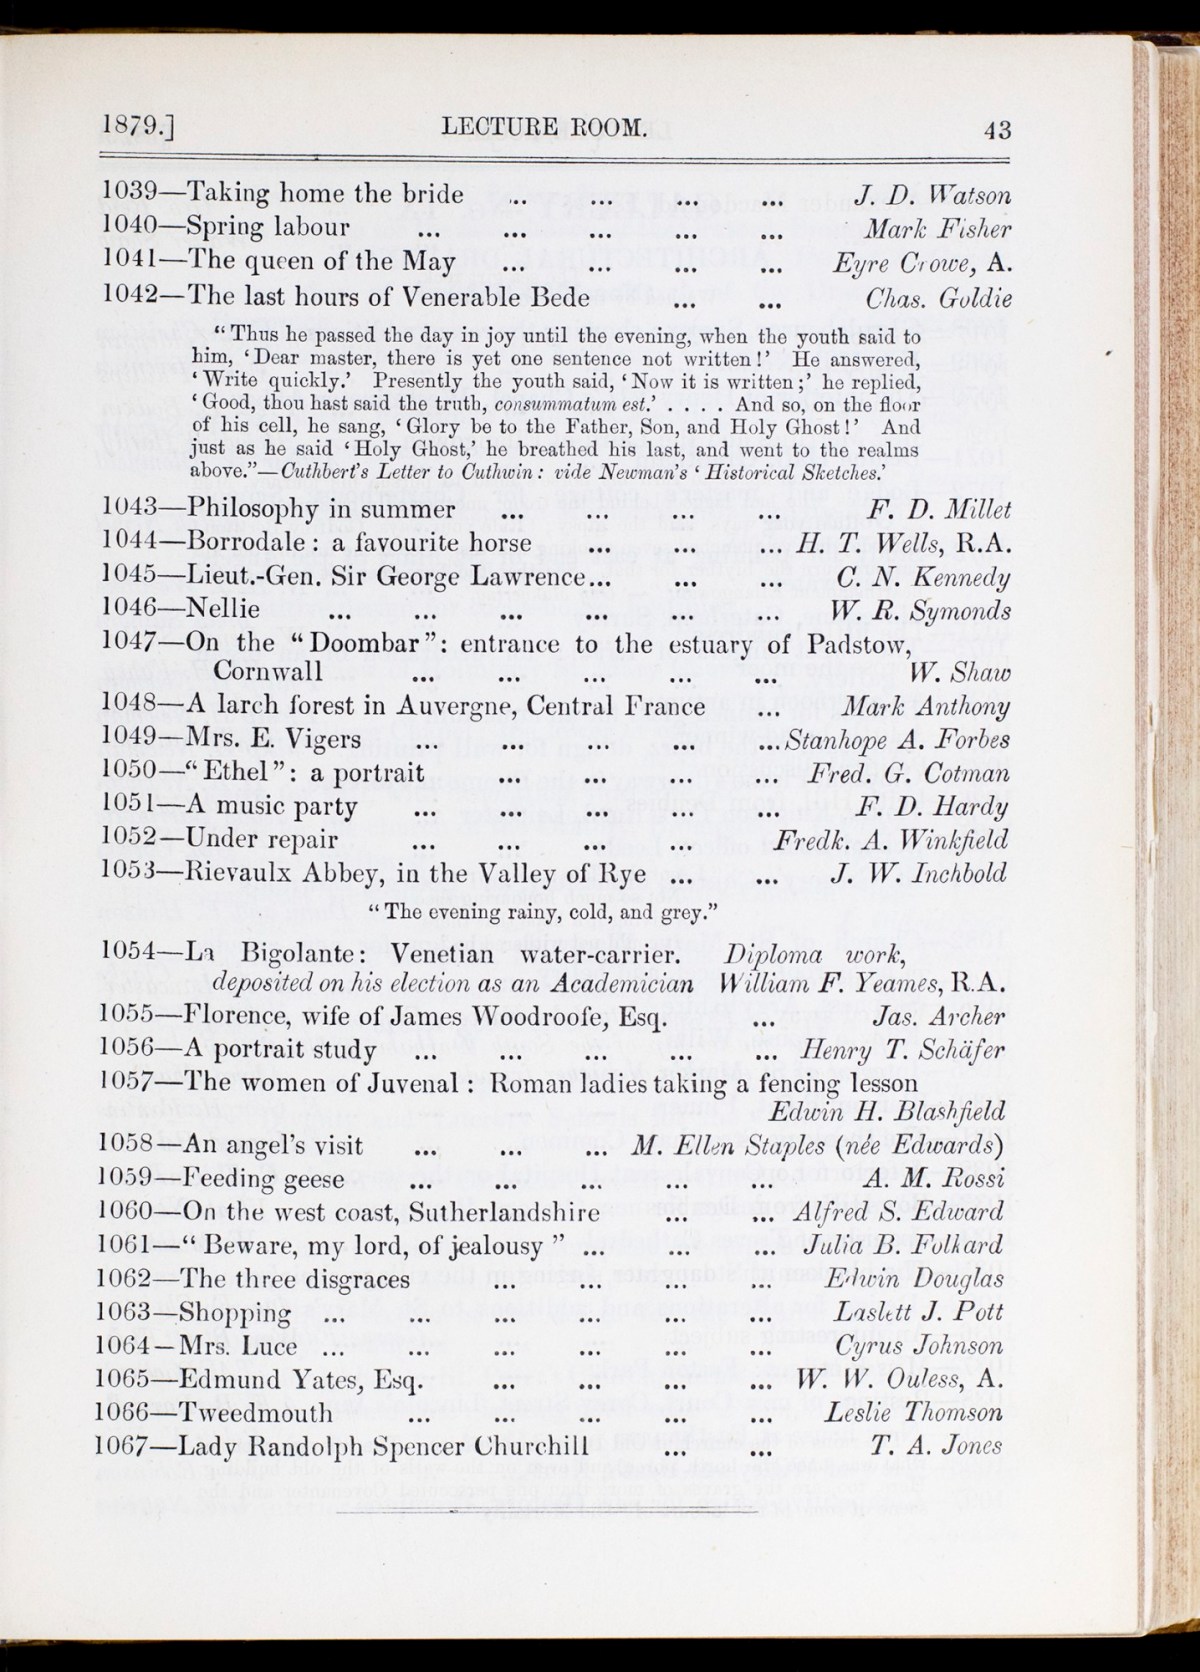 1879.] LECTURE ROOM. 43
1039—Taking home the bride ... ... ... ... J. D. Watson
1040—Spring labour ... ... ... ... ... Mark Fisher
1041—The queen of the May ... ... ... ... Eyre Crowe, A.
1042—The last hours of Venerable Bede ... ... Chas. Goldie
“Thus he passed the day in joy until the evening, when the youth said to
him, ‘Dear master, there is yet one sentence not written!’ He answered,
‘Write quickly.’ Presently the youth said, ‘Now it is written;’ he replied,
‘Good, thou hast said the truth, consummatum est.’ . . . . . And so, on the floor
of his cell, he sang, ‘Glory be to the Father, Son, and Holy Ghost!’ And
just as he said ‘Holy Ghost,’ he breathed his last, and went to the realms
above.”—Cuthbert’s Letter to Cuthwin: vide Newman’s ‘Historical Sketches.’
1043—Philosophy in summer ... ... ... ... F. D. Millet
1044—Borrodale : a favourite horse ... ... ... H. T. Wells, R.A.
1045—Lieut.-Gen. Sir George Lawrence... ... ... C. N. Kennedy
1046—Nellie ... ... ... ... ... ... W. R. Symonds
1047—On the “Doombar”: entrance to the estuary of Padstow,
Cornwall ... ... ... ... ... W. Shaw
1048—A larch forest in Auvergne, Central France ... Mark Anthony
1049—Mrs. E. Vigers ... ... ... ... ... Stanhope A. Forbes
1050—“Ethel”: a portrait ... ... ... ... Fred. G. Cotman
1051—A music party ... ... ... ... ... F. D. Hardy
1052—Under repair ... ... ... ... Fredk. A. Winkfield
1053—Rievaulx Abbey, in the Valley of Rye ... ... J. W. Inchbold
“The evening rainy, cold, and grey.”
1054—La Bigolante: Venetian water-carrier. Diploma work,
deposited on his election as an Academician William F. Yeames, R.A.
1055—Florence, wife of James Woodroofe, Esq. ... Jas. Archer
1056—A portrait study ... ... ... ... ... Henry T. Schäfer
1057—The women of Juvenal : Roman ladies taking a fencing lesson
Edwin H. Blashfield
1058—An angel’s visit ... ... ... M. Ellen Staples (née Edwards)
1059—Feeding geese ... ... ... ... ... A. M. Rossi
1060—On the west coast, Sutherlandshire ... ... Alfred S. Edward
1061—“Beware, my lord, of jealousy” ... ... ... Julia B. Folkard
1062—The three disgraces ... ... ... ... Edwin Douglas
1063—Shopping ... ... ... ... ... ... Laslett J. Pott
1064—Mrs. Luce ... ... ... ... ... ... Cyrus Johnson
1065—Edmund Yates, Esq. ... ... ... ... W. W. Ouless, A.
1066—Tweedmouth ... ... ... ... ... Leslie Thomson
1067—Lady Randolph Spencer Churchill ... ... T. A. Jones